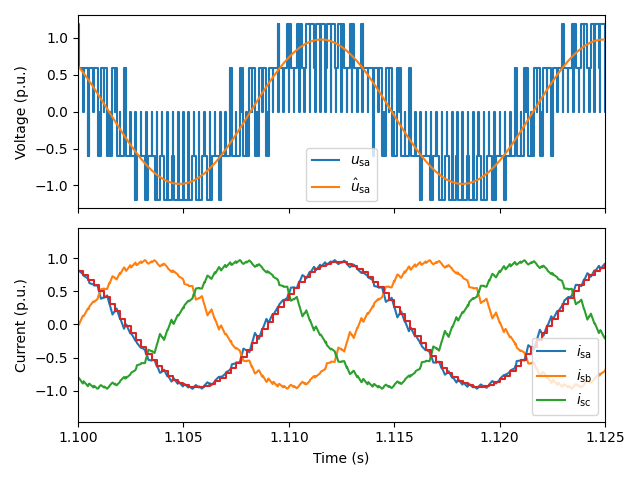 1.0
0.5
0.0
−0.5
−1.0
Voltage (p.u.)
u_sa
û_sa
1.0
0.5
0.0
−0.5
−1.0
Current (p.u.)
i_sa
i_sb
i_sc
1.100 1.105 1.110 1.115 1.120 1.125
Time (s)